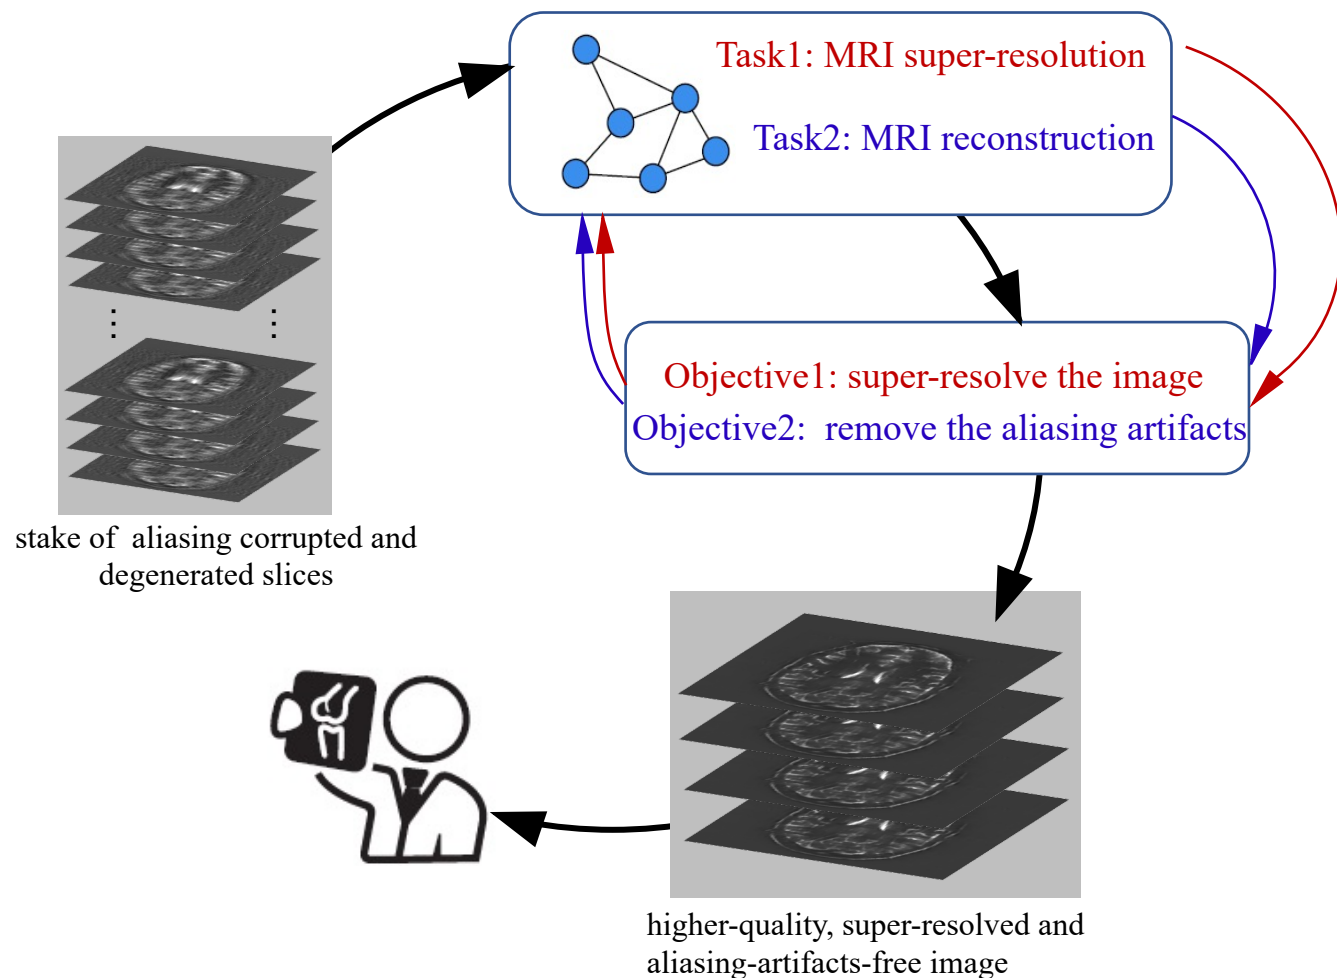 Task1: MRI super-resolution
Task2: MRI reconstruction
Objective1: super-resolve the image
Objective2: remove the aliasing artifacts
stake of aliasing corrupted and
degenerated slices
higher-quality, super-resolved and
aliasing-artifacts-free image